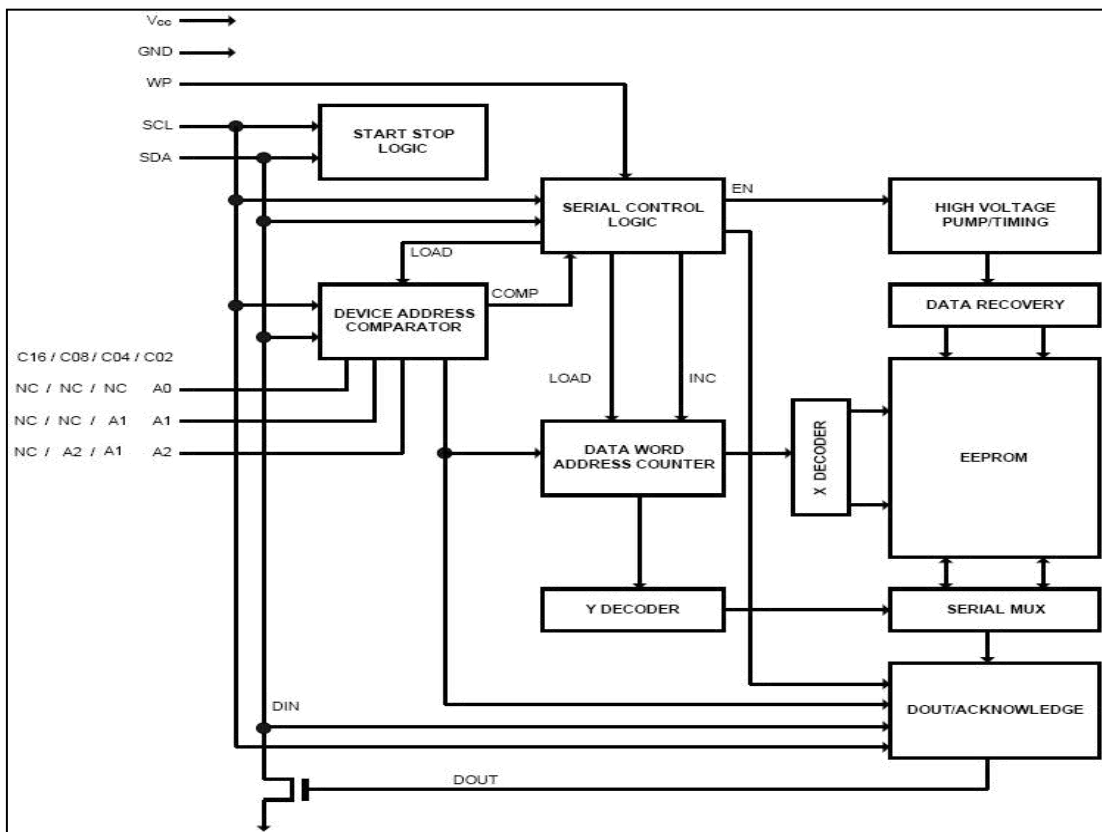 Vcc
GND
WP
SCL
SDA
START STOP
LOGIC
SERIAL CONTROL
LOGIC
EN
HIGH VOLTAGE
PUMP/TIMING
LOAD
COMP
DEVICE ADDRESS
COMPARATOR
DATA RECOVERY
C16 / C08 / C04 / C02
NC / NC / NC A0
NC / NC / A1 A1
NC / A2 / A1 A2
LOAD
INC
DATA WORD
ADDRESS COUNTER
X DECODER
EEPROM
Y DECODER
SERIAL MUX
DIN
DOUT/ACKNOWLEDGE
DOUT